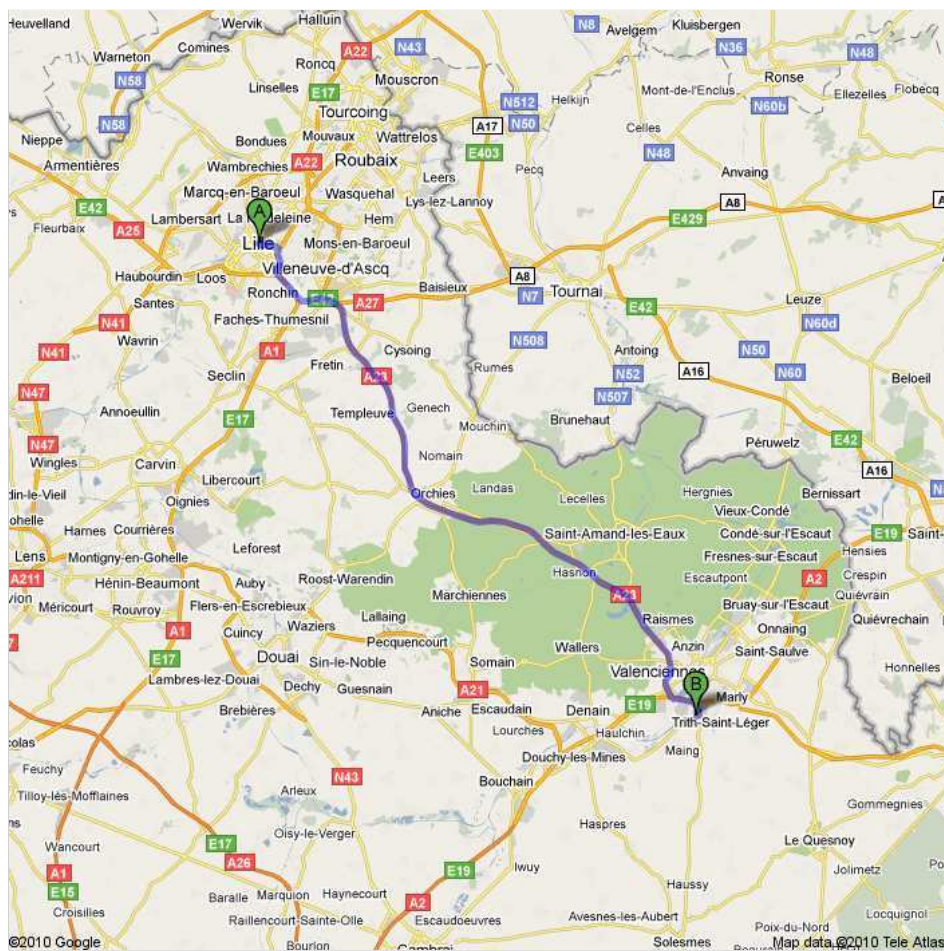 Heuvelland
Wervik
Halluin
A22
N43
N8
Avelgem
Kluisbergen
N36
N48
Warneton
Comines
Roncq
Mouscron
Ronse
Flobecq
N58
Linselles
E17
Helkijn
Mont-de-l'Enclus
Ellezelles
Tourcoing
N512
N60b
N58
Bondues
Mouvaux
Wattrelos
A17
N50
Celles
Nieppe
Armentières
Wambrechies
A22
Roubaix
E403
Pecq
N48
Anvaing
Marcq-en-Baroeul
Wasquehal
Leers
E42
Lambersart
La Madeleine
A
Hem
Lys-lez-Lannoy
A8
Fleurbaix
A25
Lille
Mons-en-Baroeul
E429
Haubourdin
Loos
Villeneuve-d'Ascq
Baisieux
A8
Santes
Ronchin
A27
N7
Tournai
E42
Leuze
N41
Wavrin
Faches-Thumesnil
N60d
N41
A1
Cysoing
N508
Antoing
N50
Seclin
Fretin
A23
Rumes
N52
A16
N60
Beloeil
N47
Annoeullin
E17
Templeuve
Genech
Mouchin
N507
Brunehaut
N47
Péruwelz
E42
Wingles
Carvin
Nomain
A16
Libercourt
Orchies
Landas
Lecelles
Hergnies
Bernissart
Oignies
Vieux-Condé
Harnes
Courrières
Saint-Amand-les-Eaux
Condé-sur-l'Escaut
E19
Lens
Leforest
Fresnes-sur-Escaut
Hensies
Montigny-en-Gohelle
Roost-Warendin
Hasnon
Escautpont
A2
Crespin
A211
Hénin-Beaumont
Auby
Marchiennes
A23
Quiévrain
Méricourt
Rouvroy
Flers-en-Escrebieux
Lallaing
Raismes
Bruay-sur-l'Escaut
Quiévrechain
A1
Cuincy
Waziers
Pecquencourt
Onnaing
E17
Douai
Sin-le-Noble
Somain
Wallers
Anzin
Saint-Saulve
Honnelles
Lambres-lez-Douai
Dechy
Guesnain
A21
Valenciennes
B
Marly
Brebières
Aniche
Escaudain
Denain
E19
Trith-Saint-Léger
Lourches
Haulchin
Maing
Feuchy
N43
Douchy-les-Mines
Tilloy-lés-Mofflaines
Arleux
Bouchain
Gommegnies
Wancourt
E17
Oisy-le-Verger
Haspres
Le Quesnoy
A1
A26
E19
Iwuy
Jolimetz
E15
Baralle
Marquion
Haynecourt
A2
Haussy
Croisilles
Raillencourt-Sainte-Olle
Escaudoeuvres
Avesnes-les-Aubert
Locquignol
Bourlon
Cambrai
Solesmes
Poix-du-Nord
©2010 Google
Map data ©2010 Tele Atlas